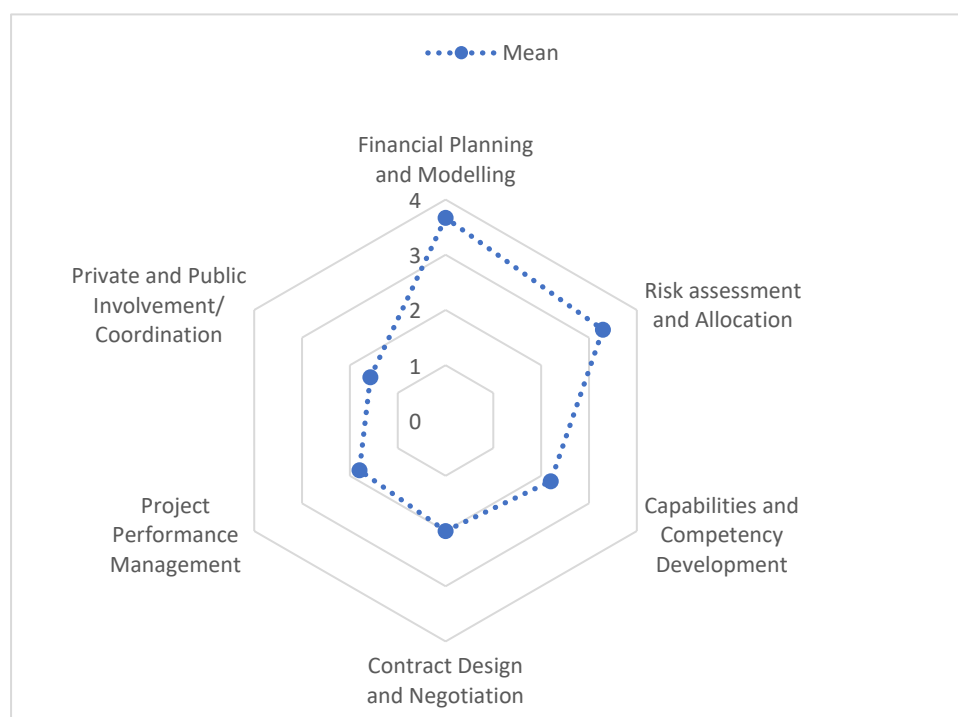 Mean
Financial Planning
and Modelling
4
3
2
1
0
Risk assessment
and Allocation
Capabilities and
Competency
Development
Contract Design
and Negotiation
Project
Performance
Management
Private and Public
Involvement/
Coordination